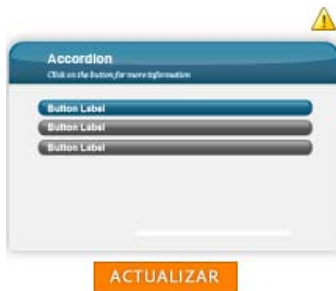 Accordion
Click on the button for more information
Button Label
Button Label
Button Label
ACTUALIZAR